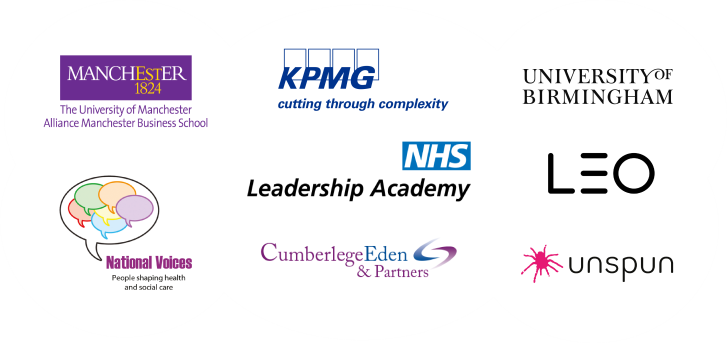 MANCHESTER
1824
The University of Manchester
Alliance Manchester Business School
KPMG
cutting through complexity
UNIVERSITY OF
BIRMINGHAM
NHS
Leadership Academy
LEO
National Voices
People shaping health
and social care
CumberlegeEden
& Partners
unspun